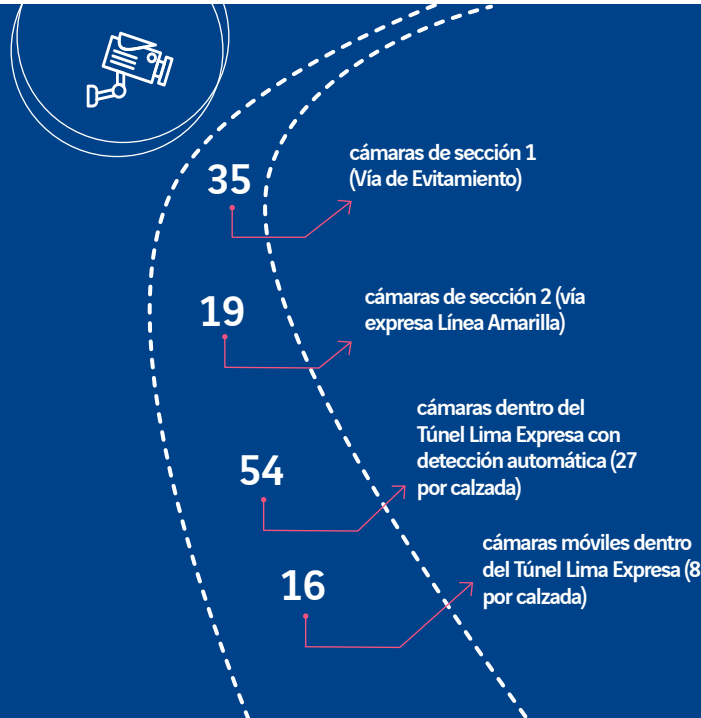 35
cámaras de sección 1
(Vía de Evitamiento)
19
cámaras de sección 2 (vía
expresa Línea Amarilla)
54
cámaras dentro del
Túnel Lima Expresa con
detección automática (27
por calzada)
16
cámaras móviles dentro
del Túnel Lima Expresa (8
por calzada)